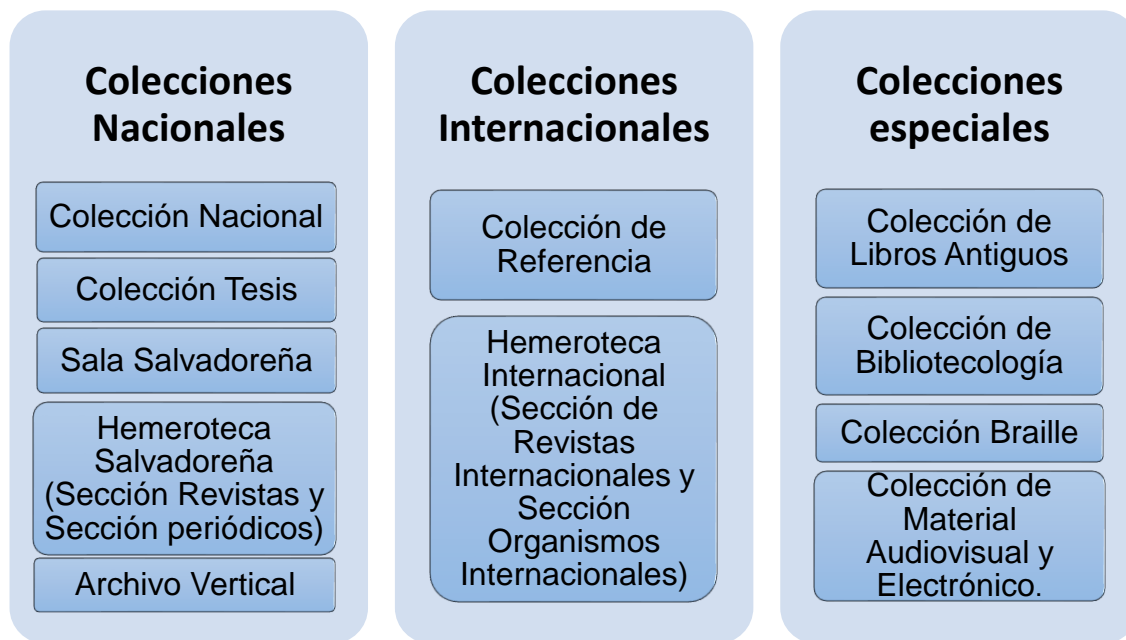 Colecciones
Nacionales
Colección Nacional
Colección Tesis
Sala Salvadoreña
Hemeroteca
Salvadoreña
(Sección Revistas y
Sección periódicos)
Archivo Vertical
Colecciones
Internacionales
Colección de
Referencia
Hemeroteca
Internacional
(Sección de
Revistas
Internacionales y
Sección
Organismos
Internacionales)
Colecciones
especiales
Colección de
Libros Antiguos
Colección de
Bibliotecología
Colección Braille
Colección de
Material
Audiovisual y
Electrónico.